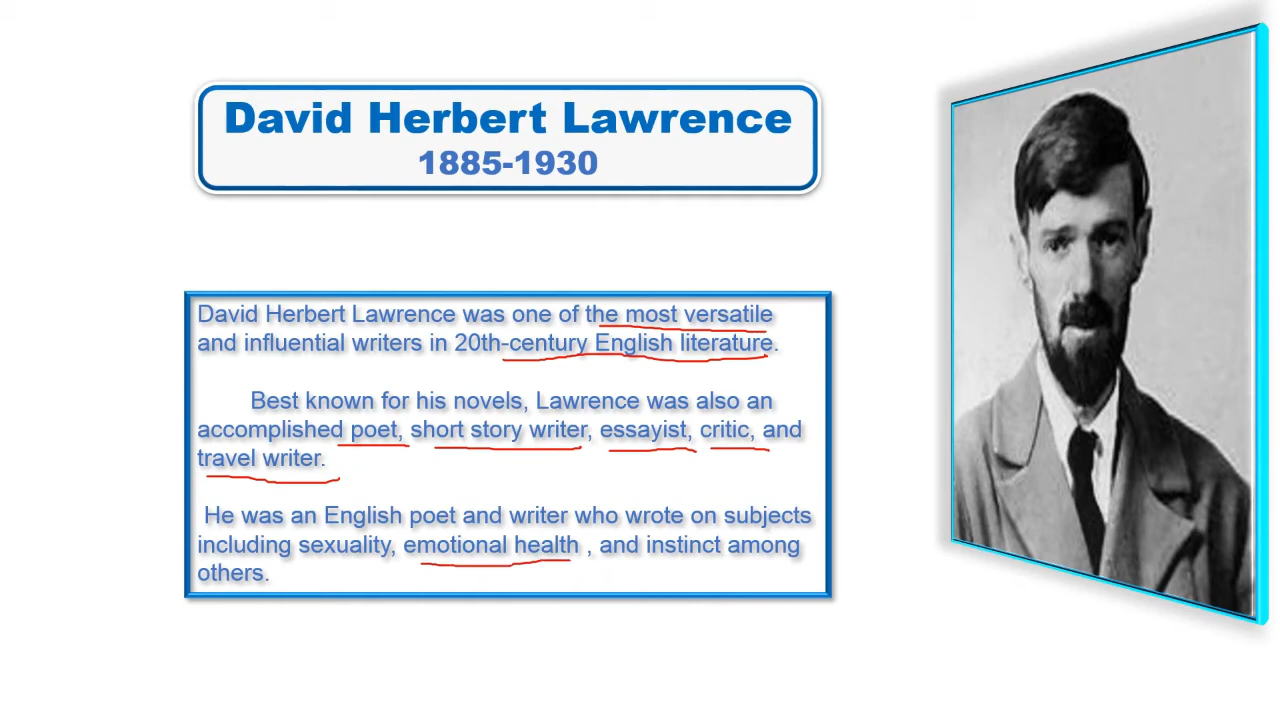 David Herbert Lawrence
1885-1930
David Herbert Lawrence was one of the most versatile
and influential writers in 20th-century English literature.
Best known for his novels, Lawrence was also an
accomplished poet, short story writer, essayist, critic, and
travel writer.
He was an English poet and writer who wrote on subjects
including sexuality, emotional health , and instinct among
others.